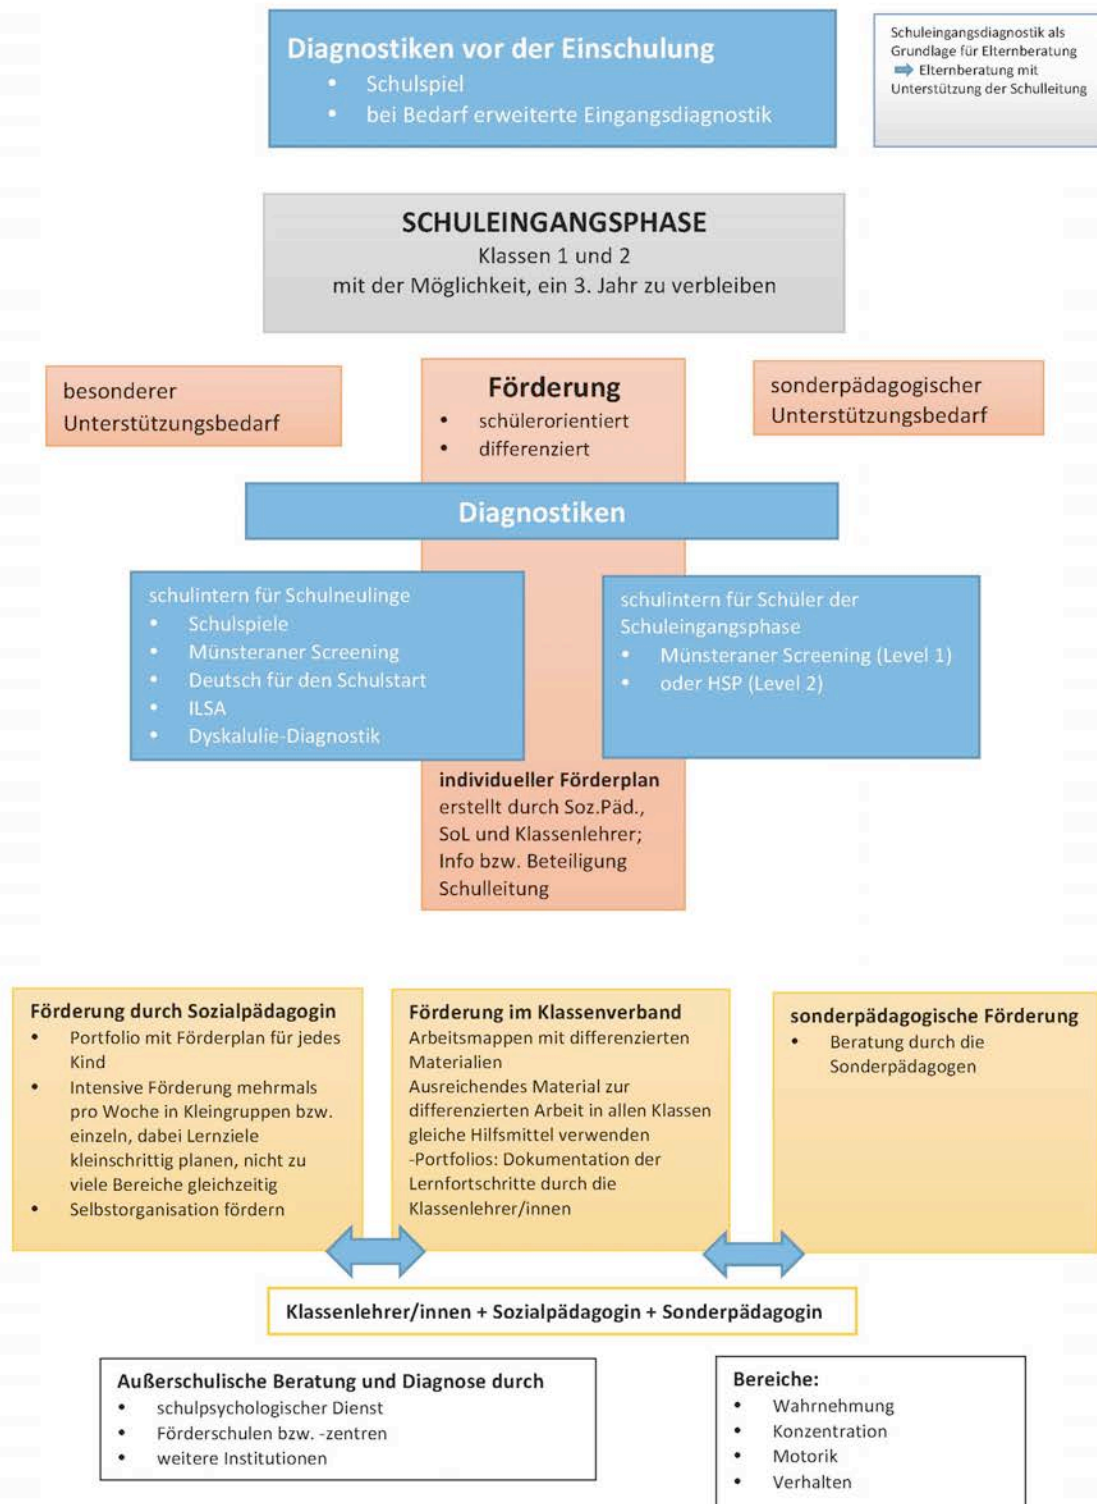 Diagnostiken vor der Einschulung
• Schulspiel
• bei Bedarf erweiterte Eingangsdiagnostik
Schuleingangsdiagnostik als
Grundlage für Elternberatung
Elternberatung mit
Unterstützung der Schulleitung
SCHULEINGANGSPHASE
Klassen 1 und 2
mit der Möglichkeit, ein 3. Jahr zu verbleiben
besonderer
Unterstützungsbedarf
Förderung
• schülerorientiert
• differenziert
sonderpädagogischer
Unterstützungsbedarf
Diagnostiken
schulintern für Schulneulinge
• Schulspiele
• Münsteraner Screening
• Deutsch für den Schulstart
• ILSA
• Dyskalulie-Diagnostik
schulintern für Schüler der
Schuleingangsphase
• Münsteraner Screening (Level 1)
• oder HSP (Level 2)
individueller Förderplan
erstellt durch Soz.Päd.,
SoL und Klassenlehrer;
Info bzw. Beteiligung
Schulleitung
Förderung durch Sozialpädagogin
• Portfolio mit Förderplan für jedes
Kind
• Intensive Förderung mehrmals
pro Woche in Kleingruppen bzw.
einzeln, dabei Lernziele
kleinschrittig planen, nicht zu
viele Bereiche gleichzeitig
• Selbstorganisation fördern
Förderung im Klassenverband
Arbeitsmappen mit differenzierten
Materialien
Ausreichendes Material zur
differenzierten Arbeit in allen Klassen
gleiche Hilfsmittel verwenden
-Portfolios: Dokumentation der
Lernfortschritte durch die
Klassenlehrer/innen
sonderpädagogische Förderung
• Beratung durch die
Sonderpädagogen
Klassenlehrer/innen + Sozialpädagogin + Sonderpädagogin
Außerschulische Beratung und Diagnose durch
• schulpsychologischer Dienst
• Förderschulen bzw. -zentren
• weitere Institutionen
Bereiche:
• Wahrnehmung
• Konzentration
• Motorik
• Verhalten